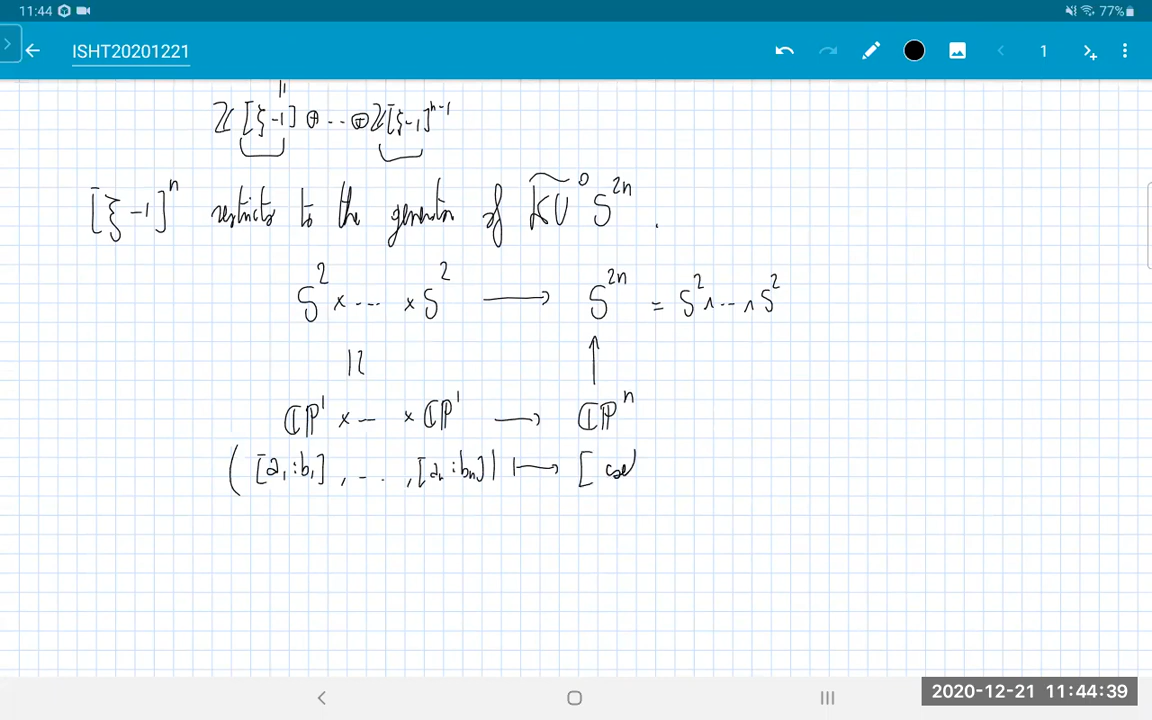 11:44 77%
ISHT20201221 1
ℤ[ξ-1] ⊕ ... ⊕ ℤ[ξ-1]^{n-1}
[ξ-1]^n restricts to the generator of K̃U^0 S^{2n} .
S^2 × ... × S^2 ⟶ S^{2n} = S^2 ∧ ... ∧ S^2
ℂP^1 × ... × ℂP^1 ⟶ ℂP^n
([a_1:b_1], ..., [a_n:b_n]) ⟼ [ coef
2020-12-21 11:44:39